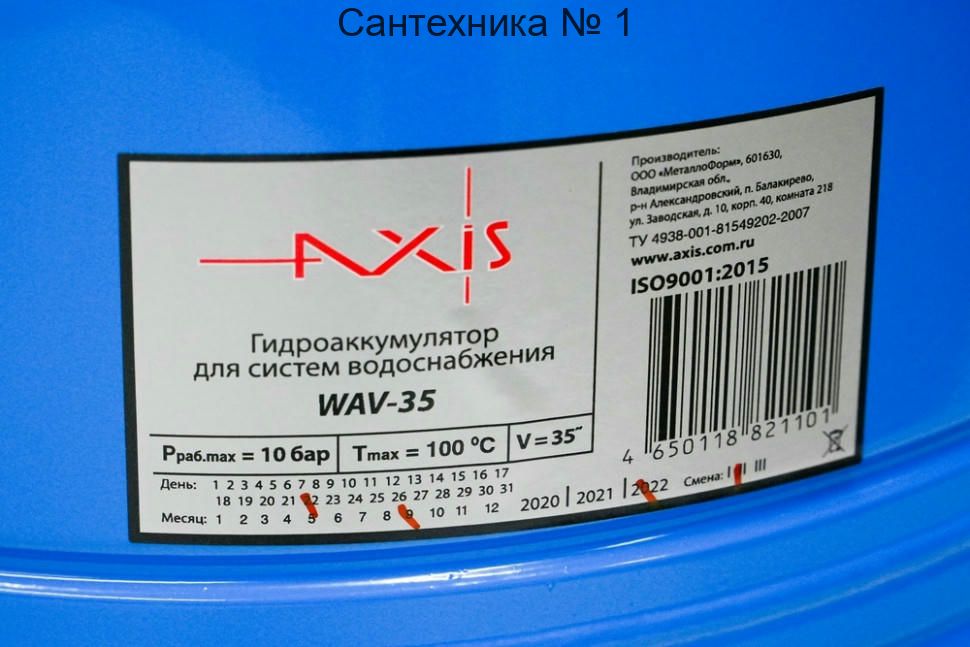 Сантехника № 1
AXIS
Гидроаккумулятор
для систем водоснабжения
WAV-35
Pраб.max = 10 бар
Tmax = 100 °C
V = 35˝
День: 1 2 3 4 5 6 7 8 9 10 11 12 13 14 15 16 17
18 19 20 21 22 23 24 25 26 27 28 29 30 31
Месяц: 1 2 3 4 5 6 7 8 9 10 11 12
2020 | 2021 | 2022
Смена: I II III
Производитель:
ООО «МеталлоФорм», 601630,
Владимирская обл.,
р-н Александровский, п. Балакирево,
ул. Заводская, д. 10, корп. 40, комната 218
ТУ 4938-001-81549202-2007
www.axis.com.ru
ISO9001:2015
4 650118 821101